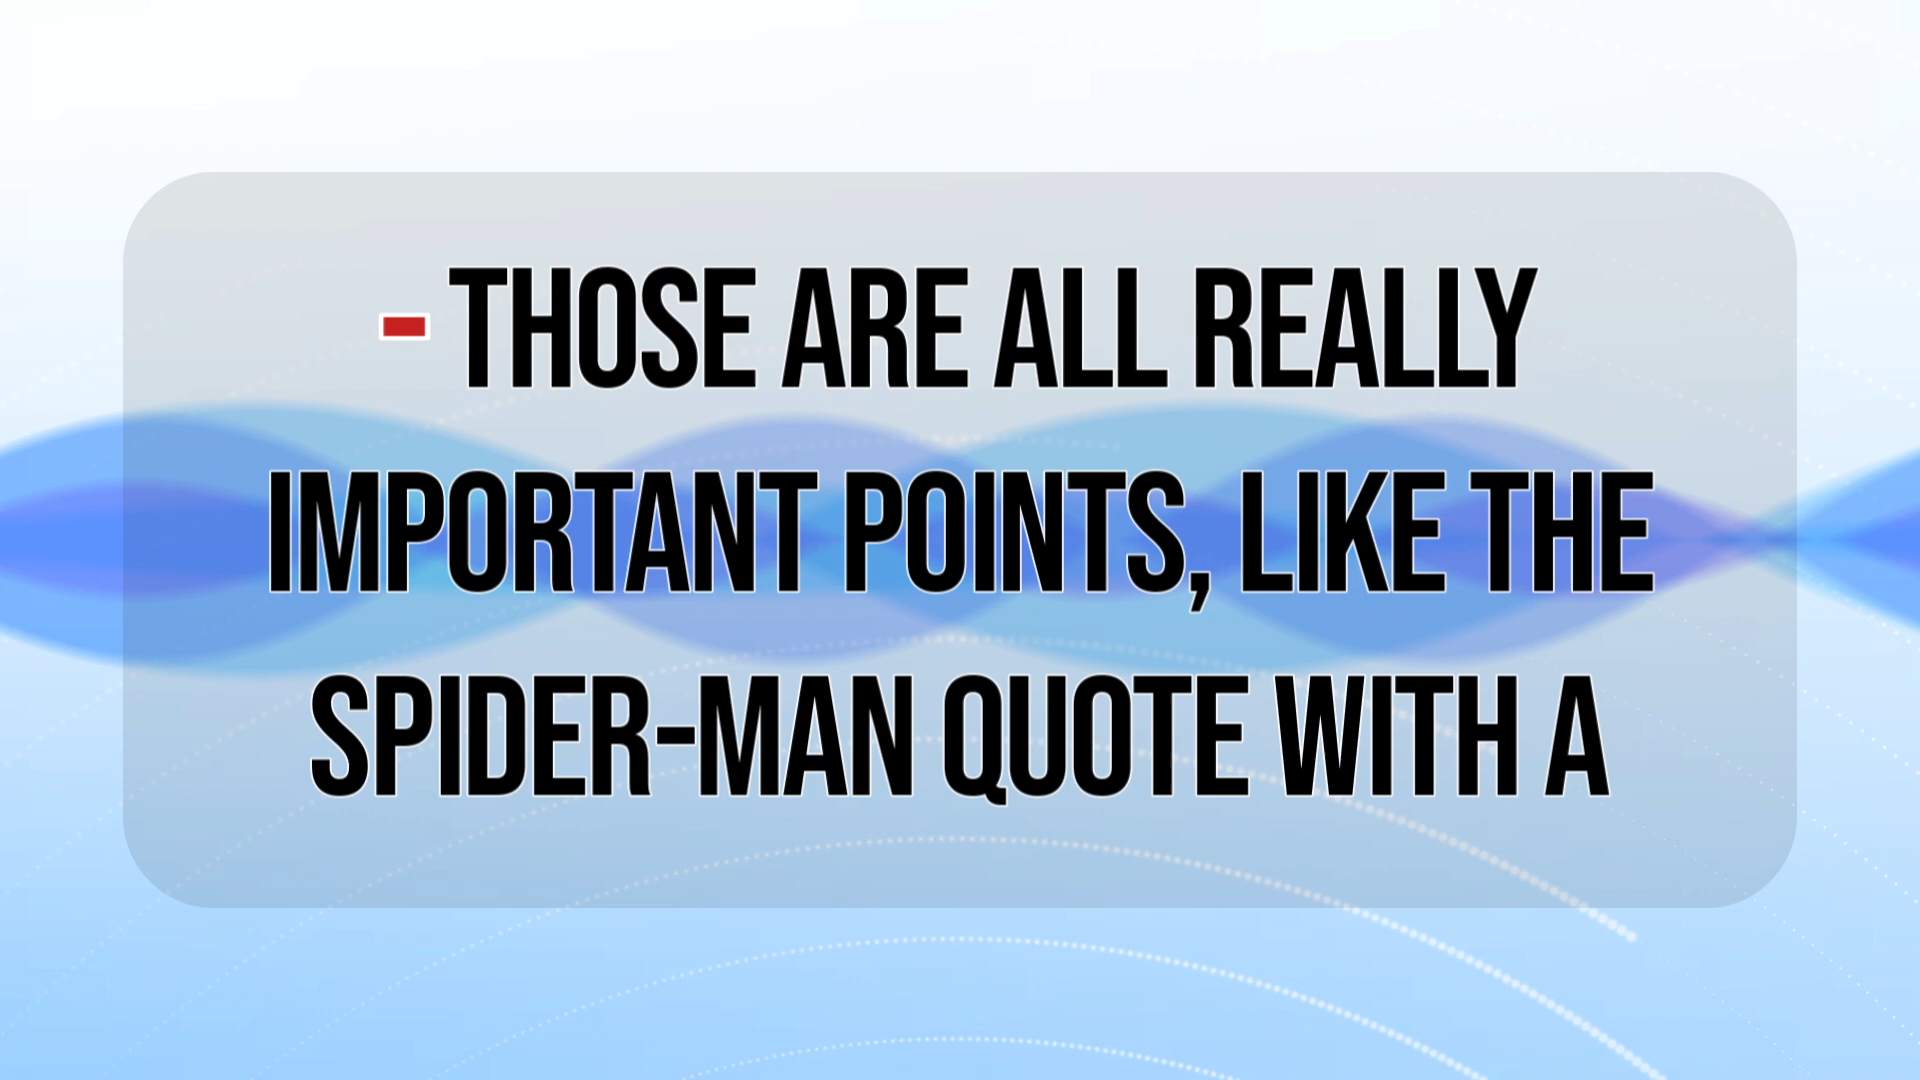 - THOSE ARE ALL REALLY
IMPORTANT POINTS, LIKE THE
SPIDER-MAN QUOTE WITH A